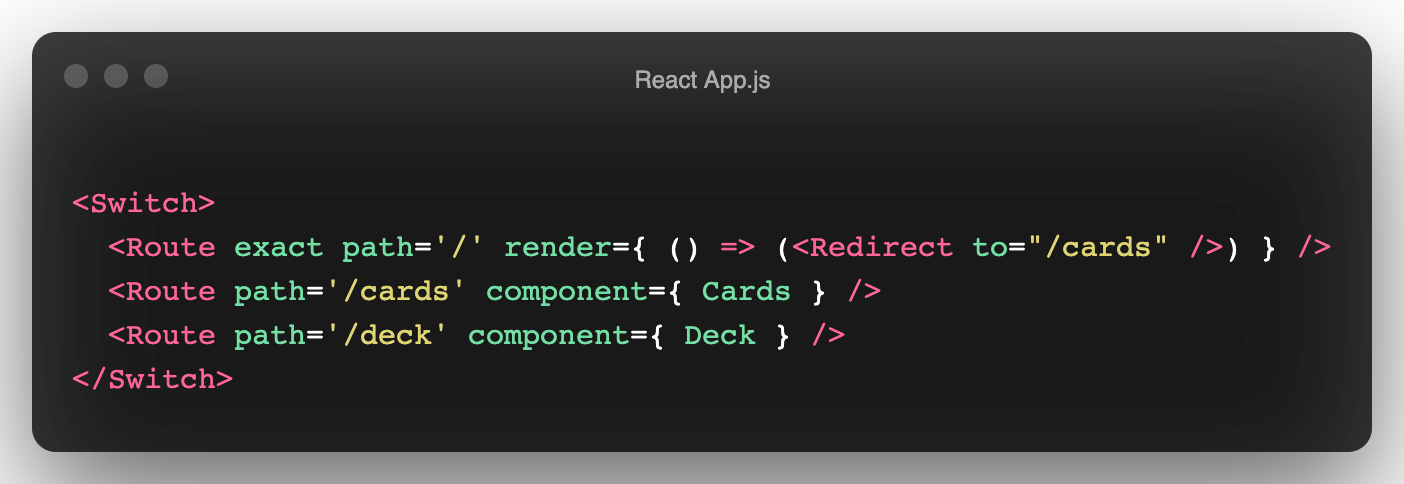 React App.js
<Switch>
  <Route exact path='/' render={ () => (<Redirect to="/cards" />) } />
  <Route path='/cards' component={ Cards } />
  <Route path='/deck' component={ Deck } />
</Switch>